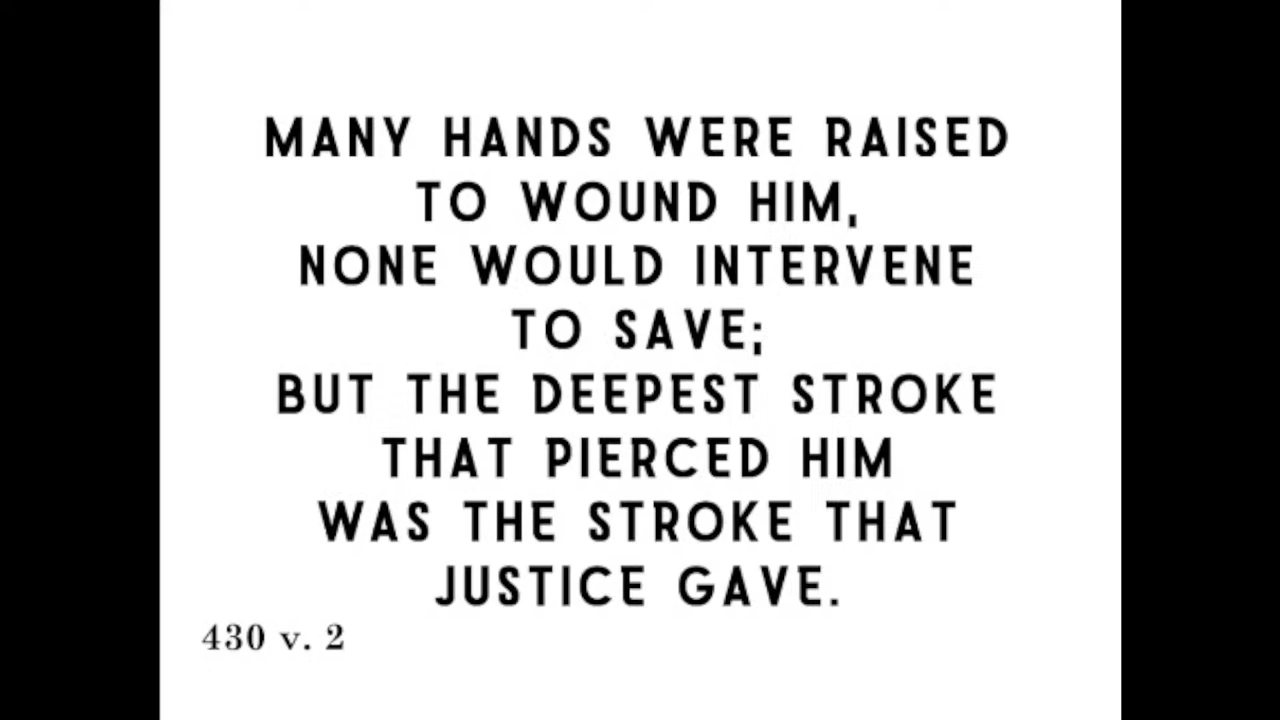 MANY HANDS WERE RAISED
TO WOUND HIM,
NONE WOULD INTERVENE
TO SAVE;
BUT THE DEEPEST STROKE
THAT PIERCED HIM
WAS THE STROKE THAT
JUSTICE GAVE.
430 v. 2